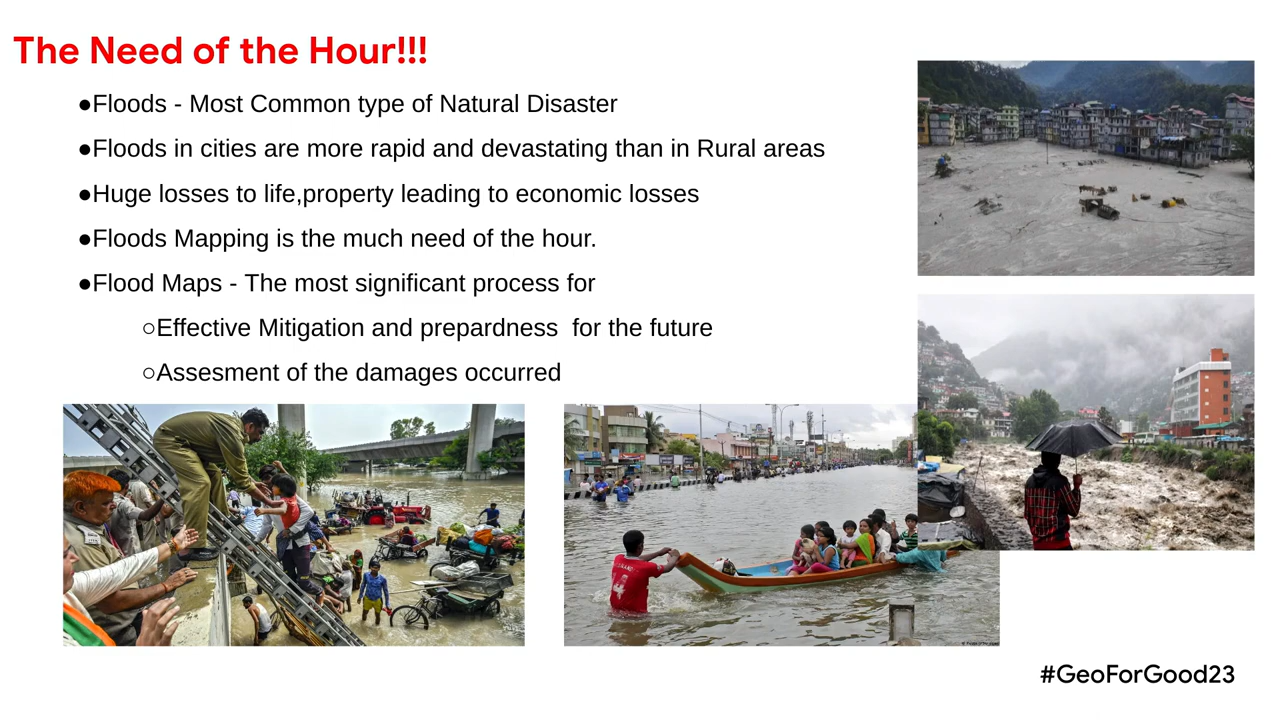 The Need of the Hour!!!
●Floods - Most Common type of Natural Disaster
●Floods in cities are more rapid and devastating than in Rural areas
●Huge losses to life,property leading to economic losses
●Floods Mapping is the much need of the hour.
●Flood Maps - The most significant process for
○Effective Mitigation and prepardness  for the future
○Assesment of the damages occurred
#GeoForGood23